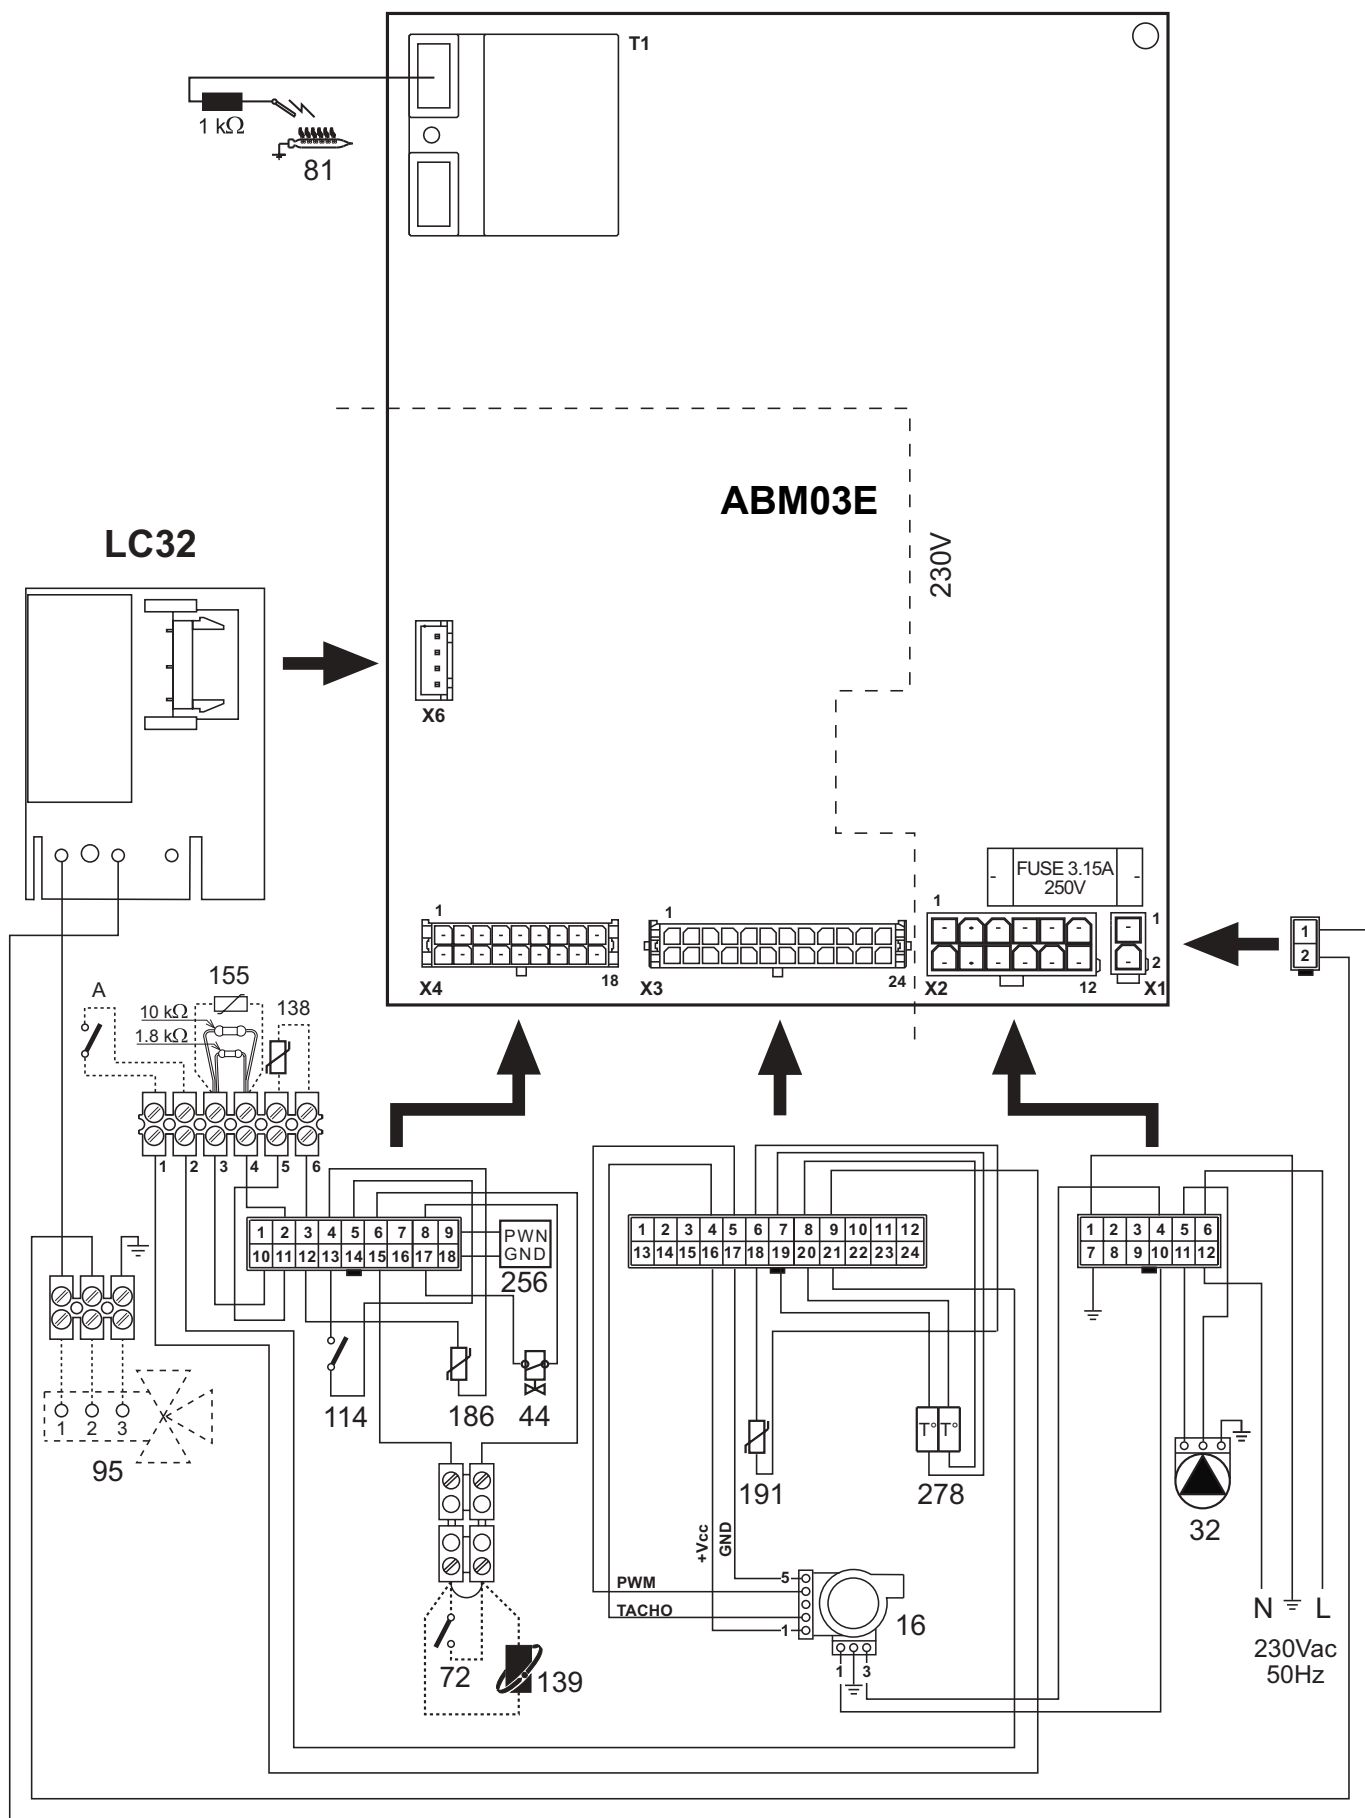 T1
1 kΩ
81
ABM03E
230V
LC32
X6
FUSE 3.15A
250V
1
18
X4
1
24
X3
1
12
X2
1
2
X1
1
2
A
155
10 kΩ
1.8 kΩ
138
1 2 3 4 5 6
1 2 3 4 5 6 7 8 9
10 11 12 13 14 15 16 17 18
PWN
GND
256
1 2 3 4 5 6 7 8 9 10 11 12
13 14 15 16 17 18 19 20 21 22 23 24
1 2 3 4 5 6
7 8 9 10 11 12
1 2 3
95
114
186
44
191
278
T° T°
32
+Vcc
GND
PWM
TACHO
5
1
16
1 3
72
139
N L
230Vac
50Hz